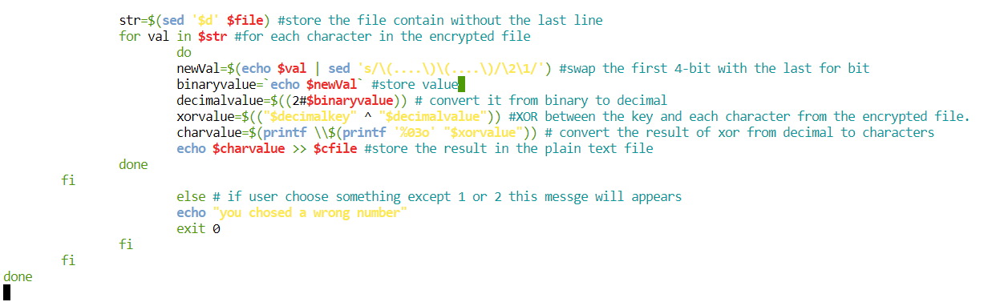 str=$(sed '$d' $file) #store the file contain without the last line
for val in $str #for each character in the encrypted file
do
newVal=$(echo $val | sed 's/\(....\)\(....\)/\2\1/') #swap the first 4-bit with the last for bit
binaryvalue=`echo $newVal` #store value
decimalvalue=$((2#$binaryvalue)) # convert it from binary to decimal
xorvalue=$(("$decimalkey" ^ "$decimalvalue")) #XOR between the key and each character from the encrypted file.
charvalue=$(printf \\$(printf '%03o' "$xorvalue")) # convert the result of xor from decimal to characters
echo $charvalue >> $cfile #store the result in the plain text file
done
fi
else # if user choose something except 1 or 2 this messge will appears
echo "you chosed a wrong number"
exit 0
fi
fi
done